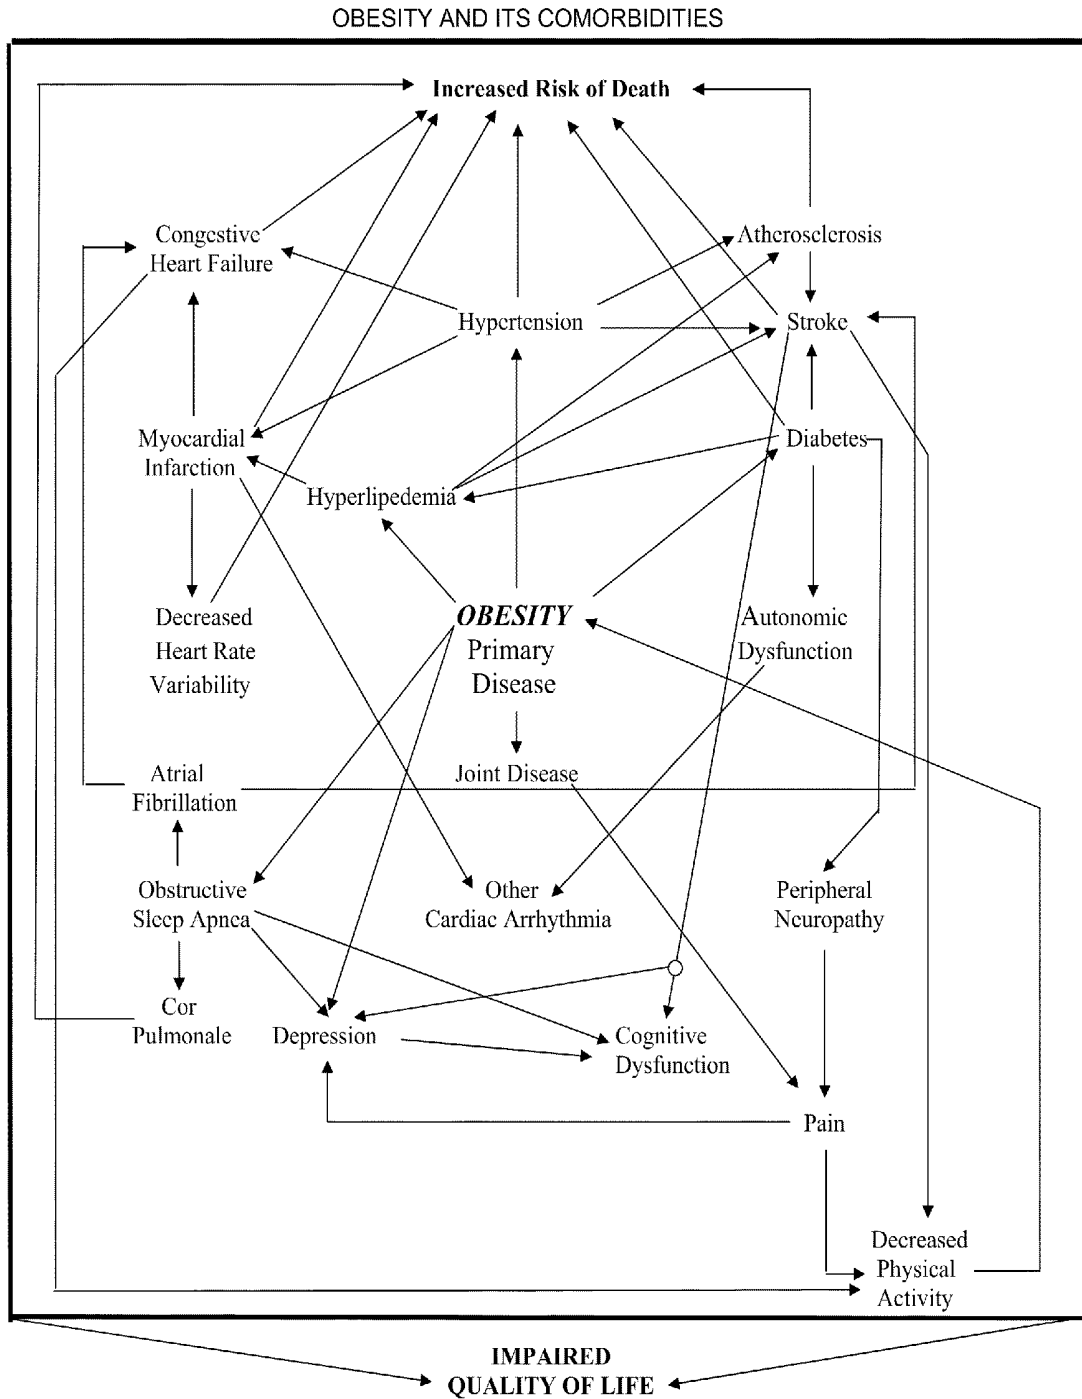 OBESITY AND ITS COMORBIDITIES
Increased Risk of Death
Congestive
Heart Failure
Atherosclerosis
Hypertension
Stroke
Myocardial
Infarction
Diabetes
Hyperlipedemia
Decreased
Heart Rate
Variability
OBESITY
Primary
Disease
Autonomic
Dysfunction
Atrial
Fibrillation
Joint Disease
Obstructive
Sleep Apnea
Other
Cardiac Arrhythmia
Peripheral
Neuropathy
Cor
Pulmonale
Depression
Cognitive
Dysfunction
Pain
Decreased
Physical
Activity
IMPAIRED
QUALITY OF LIFE